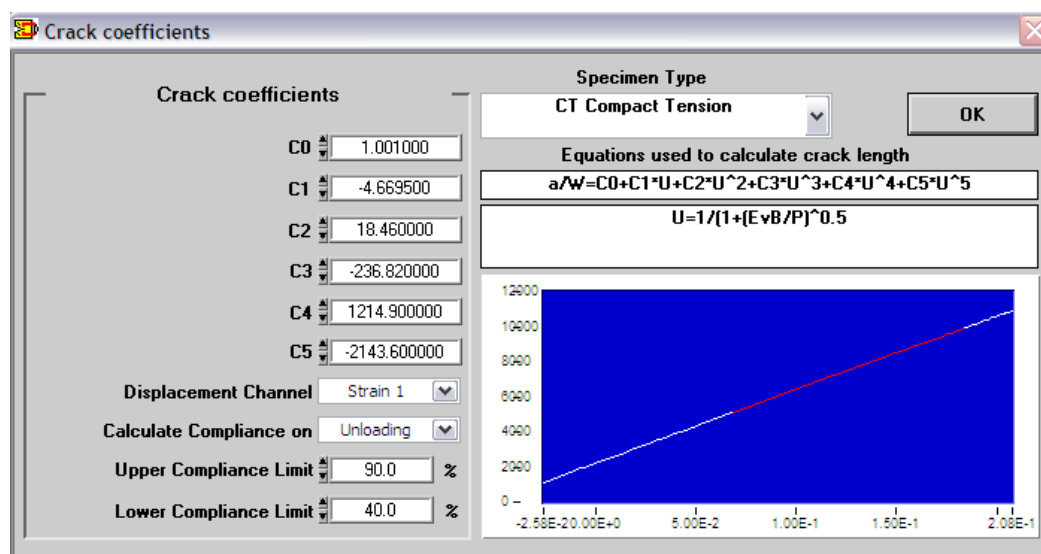 Crack coefficients
Crack coefficients
C0 1.001000
C1 -4.669500
C2 18.460000
C3 -236.820000
C4 1214.900000
C5 -2143.600000
Displacement Channel Strain 1
Calculate Compliance on Unloading
Upper Compliance Limit 90.0 %
Lower Compliance Limit 40.0 %
Specimen Type
CT Compact Tension
OK
Equations used to calculate crack length
a/W=C0+C1*U+C2*U^2+C3*U^3+C4*U^4+C5*U^5
U=1/(1+(EvB/P)^0.5
12000
10000
8000
6000
4000
2000
0
-2.58E-20.00E+0 5.00E-2 1.00E-1 1.50E-1 2.08E-1